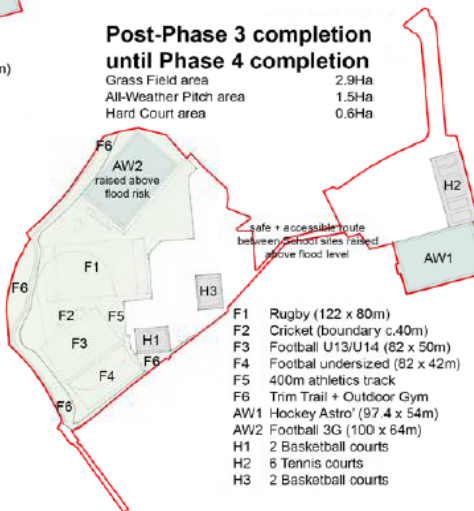 m)
Post-Phase 3 completion
until Phase 4 completion
Grass Field area 2.9Ha
All-Weather Pitch area 1.5Ha
Hard Court area 0.6Ha
F6
AW2
raised above
flood risk
H2
safe + accessible route
between School sites raised
above flood level
AW1
F1
F6
H3
F2
F5
F3
H1
F6
F4
F6
F1 Rugby (122 x 80m)
F2 Cricket (boundary c.40m)
F3 Football U13/U14 (82 x 50m)
F4 Footbal undersized (82 x 42m)
F5 400m athletics track
F6 Trim Trail + Outdoor Gym
AW1 Hockey Astro' (97.4 x 54m)
AW2 Football 3G (100 x 64m)
H1 2 Basketball courts
H2 6 Tennis courts
H3 2 Basketball courts